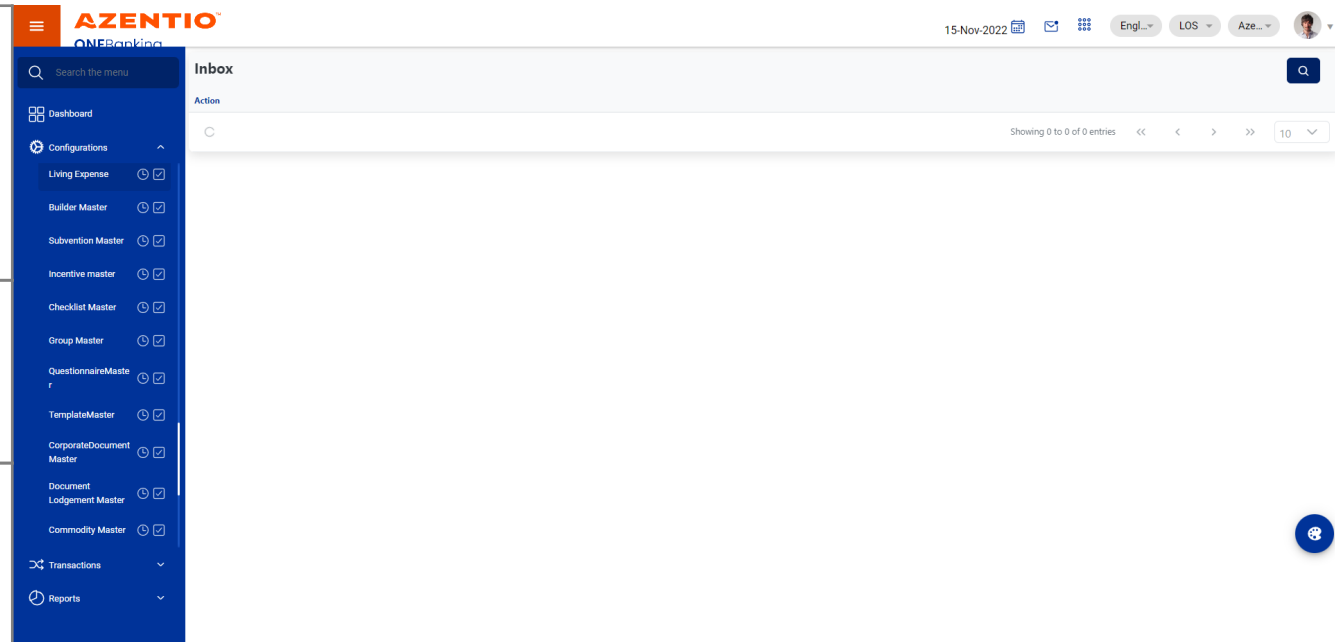 AZENTIO™
ONEBanking
15-Nov-2022
Engl...
LOS
Aze...
Search the menu
Inbox
Action
Dashboard
Showing 0 to 0 of 0 entries
10
Configurations
Living Expense
Builder Master
Subvention Master
Incentive master
Checklist Master
Group Master
QuestionnaireMaste
r
TemplateMaster
CorporateDocument
Master
Document
Lodgement Master
Commodity Master
Transactions
Reports